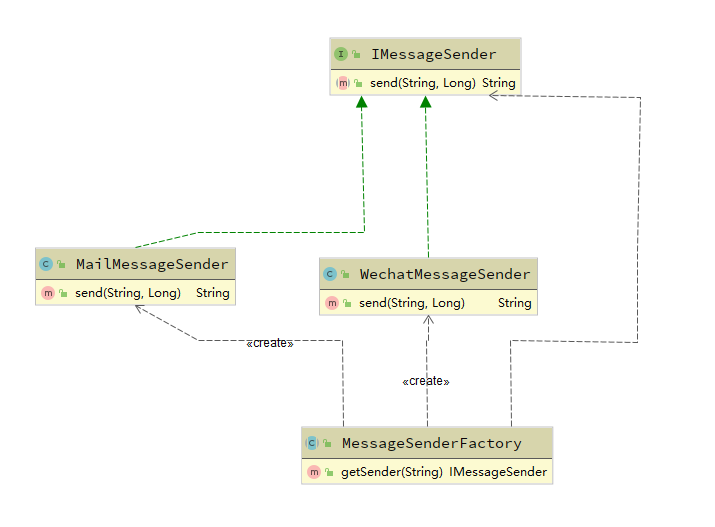 I IMessageSender
m send(String, Long) String
C MailMessageSender
m send(String, Long) String
C WechatMessageSender
m send(String, Long) String
«create»
«create»
C MessageSenderFactory
m getSender(String) IMessageSender